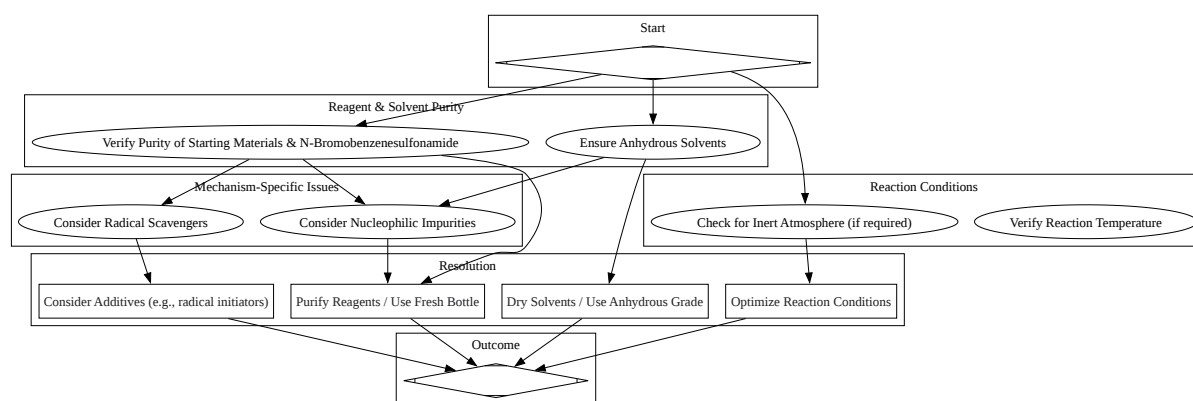 Start
Reagent & Solvent Purity
Verify Purity of Starting Materials & N-Bromobenzenesulfonamide
Ensure Anhydrous Solvents
Mechanism-Specific Issues
Reaction Conditions
Consider Radical Scavengers
Consider Nucleophilic Impurities
Check for Inert Atmosphere (if required)
Verify Reaction Temperature
Resolution
Consider Additives (e.g., radical initiators)
Purify Reagents / Use Fresh Bottle
Dry Solvents / Use Anhydrous Grade
Optimize Reaction Conditions
Outcome